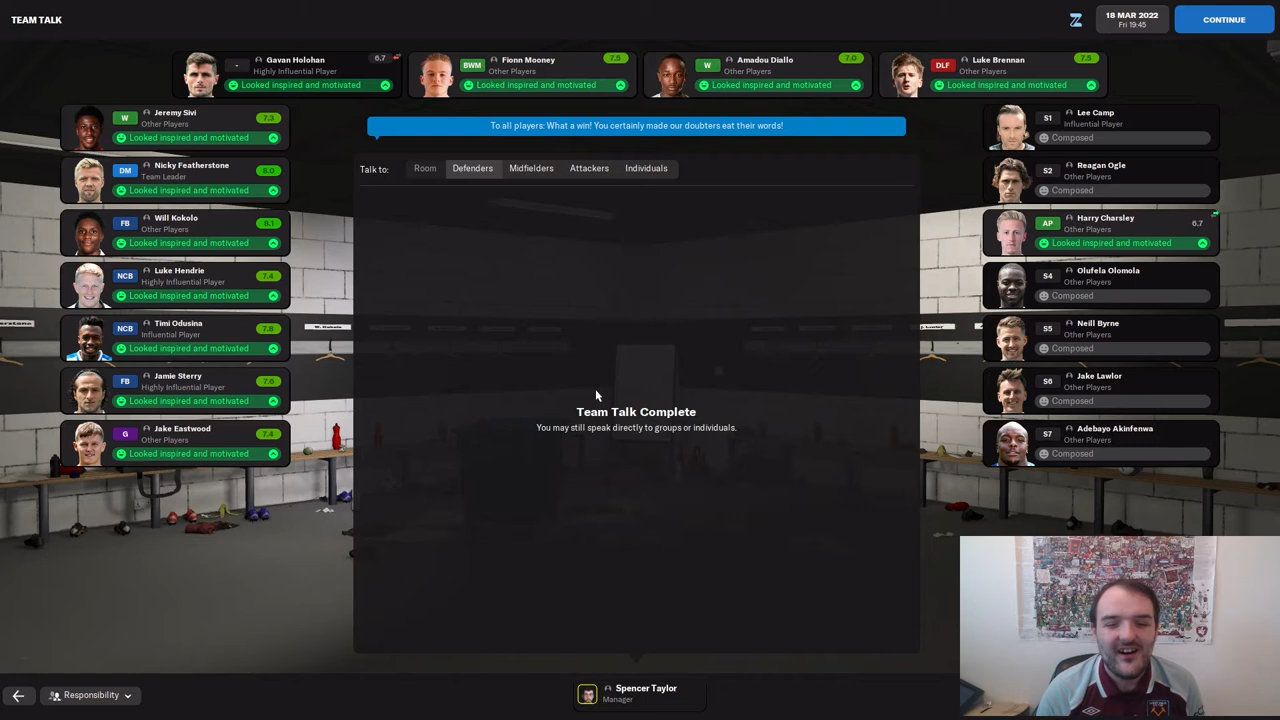 TEAM TALK
18 MAR 2022
Fri 19:45
CONTINUE
- Gavan Holohan 6.7
Highly Influential Player
Looked inspired and motivated
BWM Fionn Mooney 7.5
Other Players
Looked inspired and motivated
W Amadou Diallo 7.0
Other Players
Looked inspired and motivated
DLF Luke Brennan 7.5
Other Players
Looked inspired and motivated
W Jeremy Sivi 7.3
Other Players
Looked inspired and motivated
DM Nicky Featherstone 8.0
Team Leader
Looked inspired and motivated
FB Will Kokolo 8.1
Other Players
Looked inspired and motivated
NCB Luke Hendrie 7.4
Highly Influential Player
Looked inspired and motivated
NCB Timi Odusina 7.8
Influential Player
Looked inspired and motivated
FB Jamie Sterry 7.6
Highly Influential Player
Looked inspired and motivated
G Jake Eastwood 7.4
Other Players
Looked inspired and motivated
To all players: What a win! You certainly made our doubters eat their words!
Talk to: Room Defenders Midfielders Attackers Individuals
Team Talk Complete
You may still speak directly to groups or individuals.
S1 Lee Camp
Influential Player
Composed
S2 Reagan Ogle
Other Players
Composed
AP Harry Charsley 6.7
Other Players
Looked inspired and motivated
S4 Olufela Olomola
Other Players
Composed
S5 Neill Byrne
Other Players
Composed
S6 Jake Lawlor
Other Players
Composed
S7 Adebayo Akinfenwa
Other Players
Composed
W. Kokolo
Responsibility
Spencer Taylor
Manager